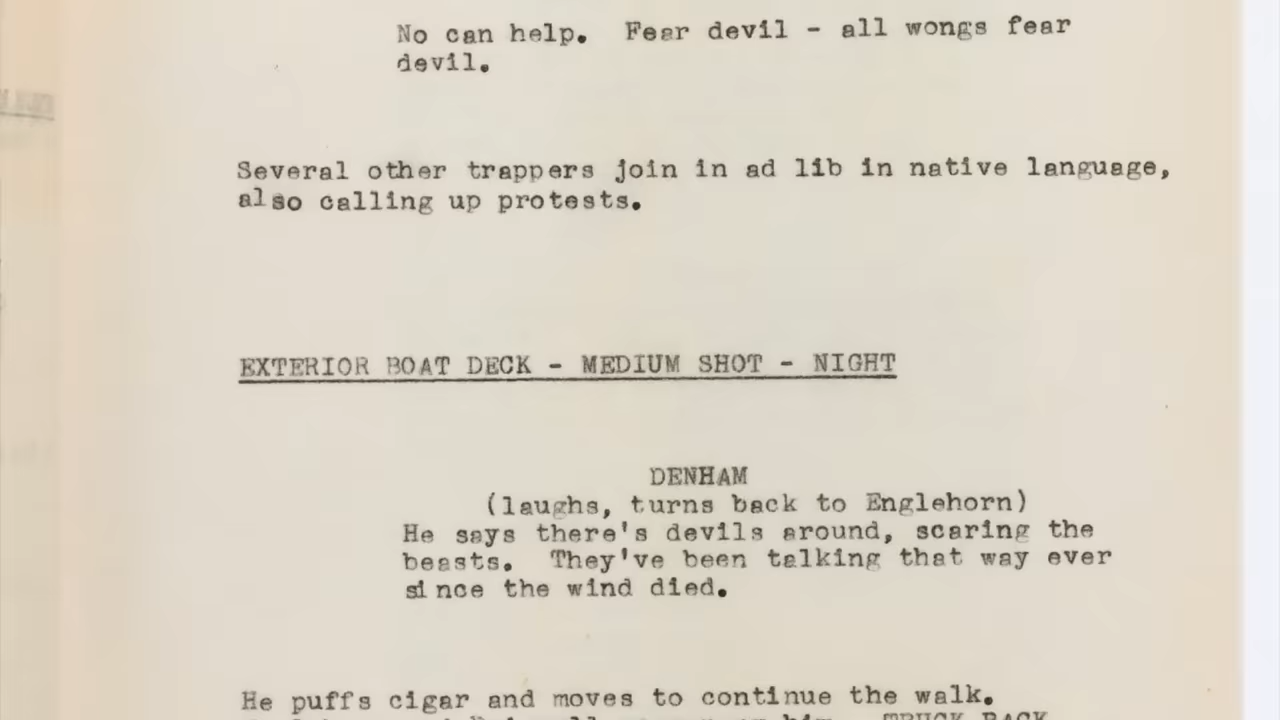 No can help.  Fear devil - all wongs fear
devil.
Several other trappers join in ad lib in native language,
also calling up protests.
EXTERIOR BOAT DECK - MEDIUM SHOT - NIGHT
DENHAM
(laughs, turns back to Englehorn)
He says there's devils around, scaring the
beasts.  They've been talking that way ever
since the wind died.
He puffs cigar and moves to continue the walk.
TRUCK BACK